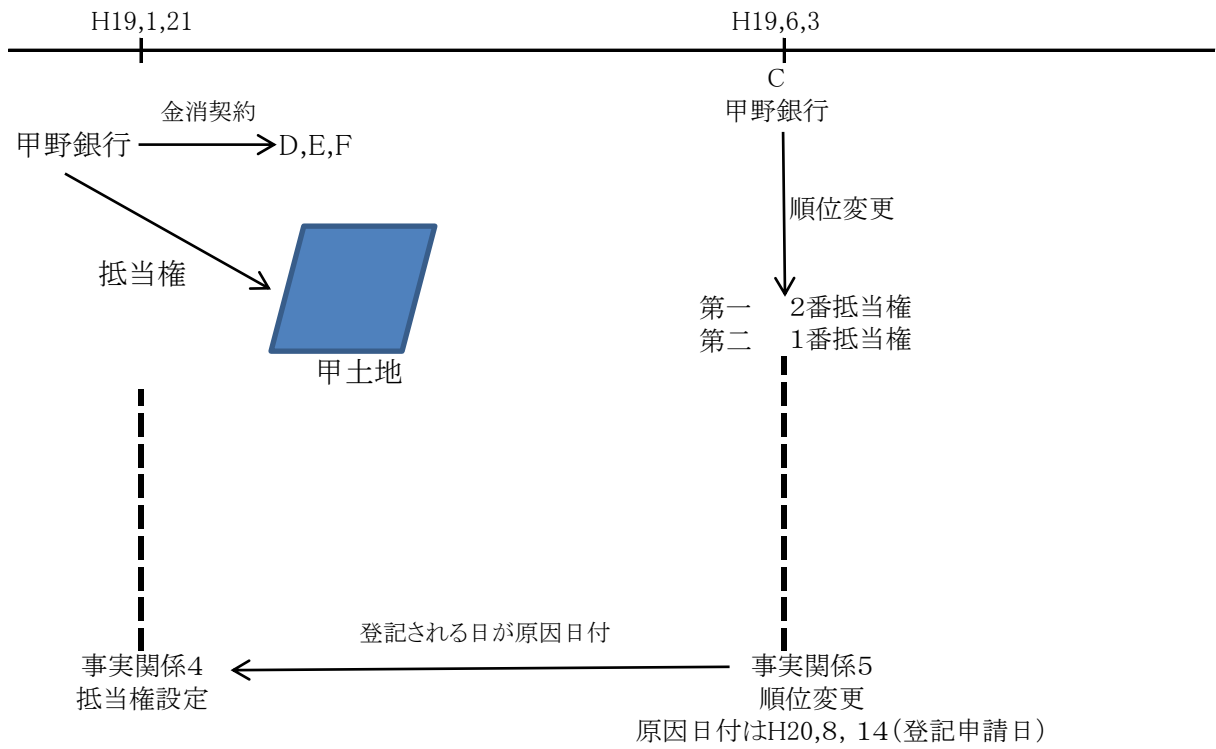 H19,1,21
H19,6,3
C
甲野銀行
金消契約
甲野銀行
D,E,F
順位変更
抵当権
第一　2番抵当権
第二　1番抵当権
甲土地
登記される日が原因日付
事実関係4
抵当権設定
事実関係5
順位変更
原因日付はH20,8, 14(登記申請日)